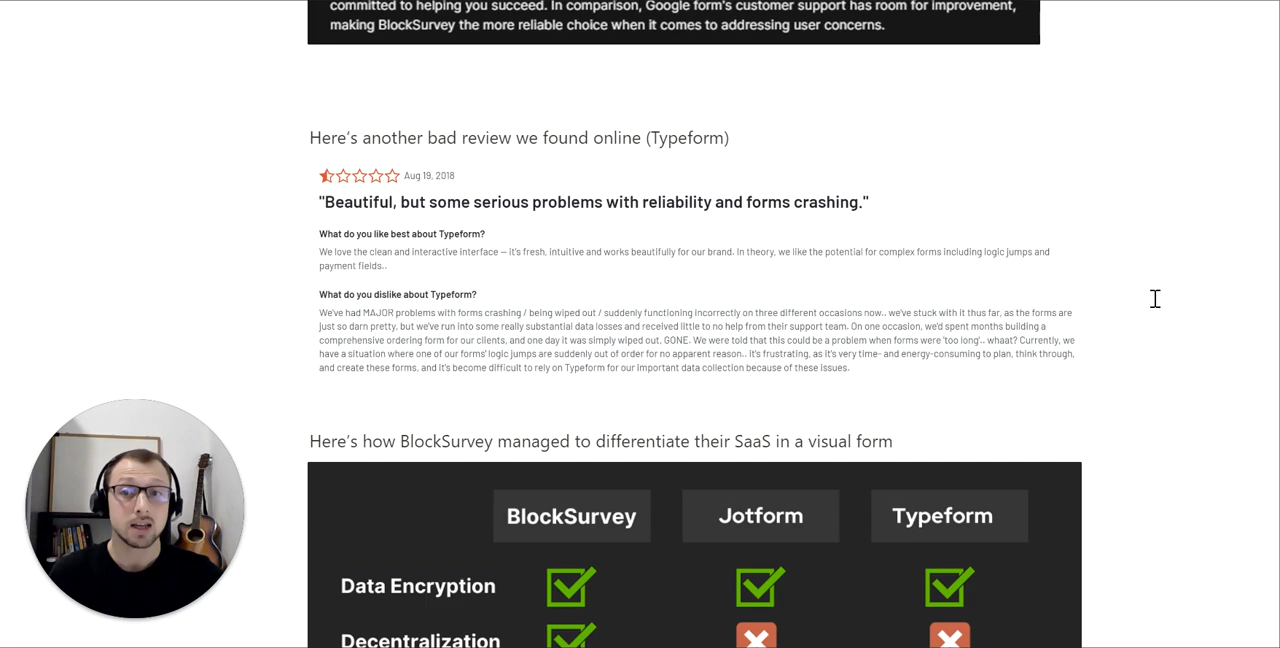 committed to helping you succeed. In comparison, Google form's customer support has room for improvement,
making BlockSurvey the more reliable choice when it comes to addressing user concerns.
Here's another bad review we found online (Typeform)
Aug 19, 2018
"Beautiful, but some serious problems with reliability and forms crashing."
What do you like best about Typeform?
We love the clean and interactive interface — it's fresh, intuitive and works beautifully for our brand. In theory, we like the potential for complex forms including logic jumps and
payment fields..
What do you dislike about Typeform?
We've had MAJOR problems with forms crashing / being wiped out / suddenly functioning incorrectly on three different occasions now.. we've stuck with it thus far, as the forms are
just so darn pretty, but we've run into some really substantial data losses and received little to no help from their support team. On one occasion, we'd spent months building a
comprehensive ordering form for our clients, and one day it was simply wiped out, GONE. We were told that this could be a problem when forms were 'too long'.. whaat? Currently, we
have a situation where one of our forms' logic jumps are suddenly out of order for no apparent reason.. it's frustrating, as it's very time- and energy-consuming to plan, think through,
and create these forms, and it's become difficult to rely on Typeform for our important data collection because of these issues.
Here's how BlockSurvey managed to differentiate their SaaS in a visual form
BlockSurvey Jotform Typeform
Data Encryption
Decentralization